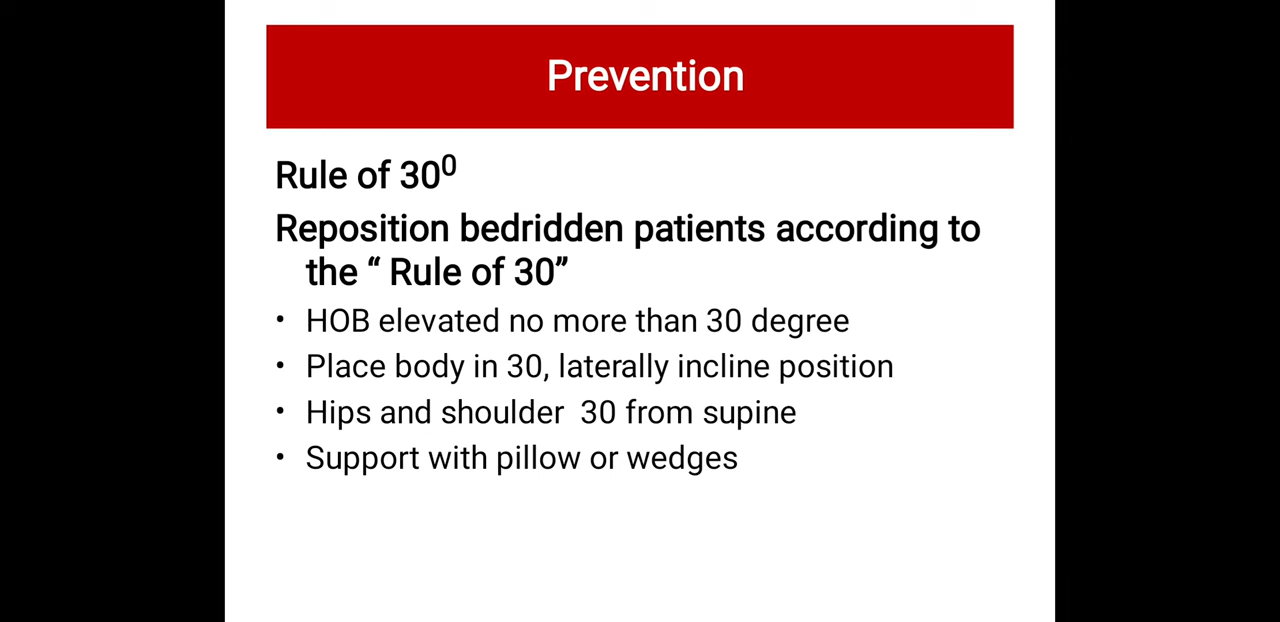 Prevention
Rule of 30⁰
Reposition bedridden patients according to
the “ Rule of 30”
• HOB elevated no more than 30 degree
• Place body in 30, laterally incline position
• Hips and shoulder  30 from supine
• Support with pillow or wedges